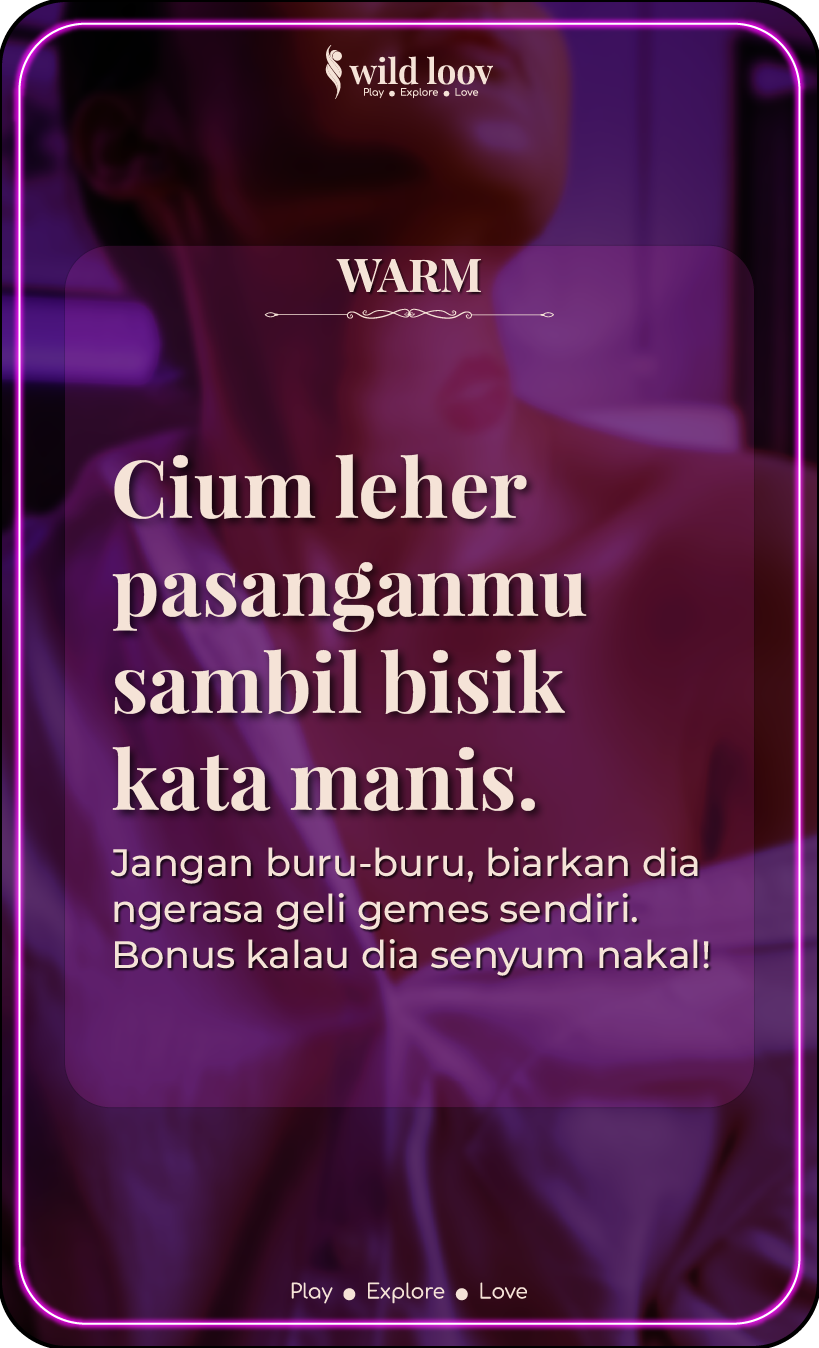 wild loov
Play • Explore • Love
WARM
Cium leher
pasanganmu
sambil bisik
kata manis.
Jangan buru-buru, biarkan dia
ngerasa geli gemes sendiri.
Bonus kalau dia senyum nakal!
Play • Explore • Love